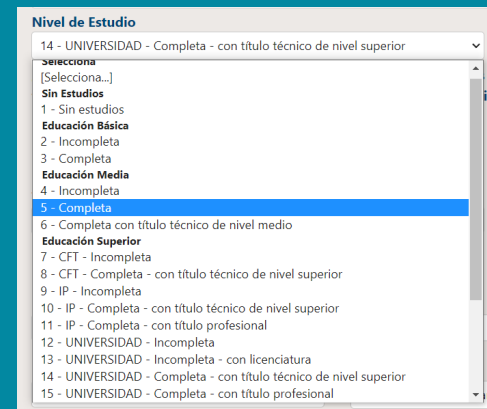 Nivel de Estudio
14 - UNIVERSIDAD - Completa - con título técnico de nivel superior
Selecciona
[Selecciona...]
Sin Estudios
1 - Sin estudios
Educación Básica
2 - Incompleta
3 - Completa
Educación Media
4 - Incompleta
5 - Completa
6 - Completa con título técnico de nivel medio
Educación Superior
7 - CFT - Incompleta
8 - CFT - Completa - con título técnico de nivel superior
9 - IP - Incompleta
10 - IP - Completa - con título técnico de nivel superior
11 - IP - Completa - con título profesional
12 - UNIVERSIDAD - Incompleta
13 - UNIVERSIDAD - Incompleta - con licenciatura
14 - UNIVERSIDAD - Completa - con título técnico de nivel superior
15 - UNIVERSIDAD - Completa - con título profesional